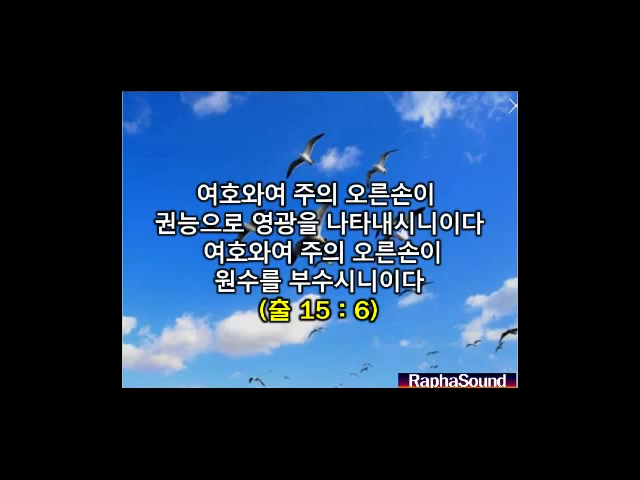 여호와여 주의 오른손이
권능으로 영광을 나타내시니이다
여호와여 주의 오른손이
원수를 부수시니이다
(출 15 : 6)
RaphaSound